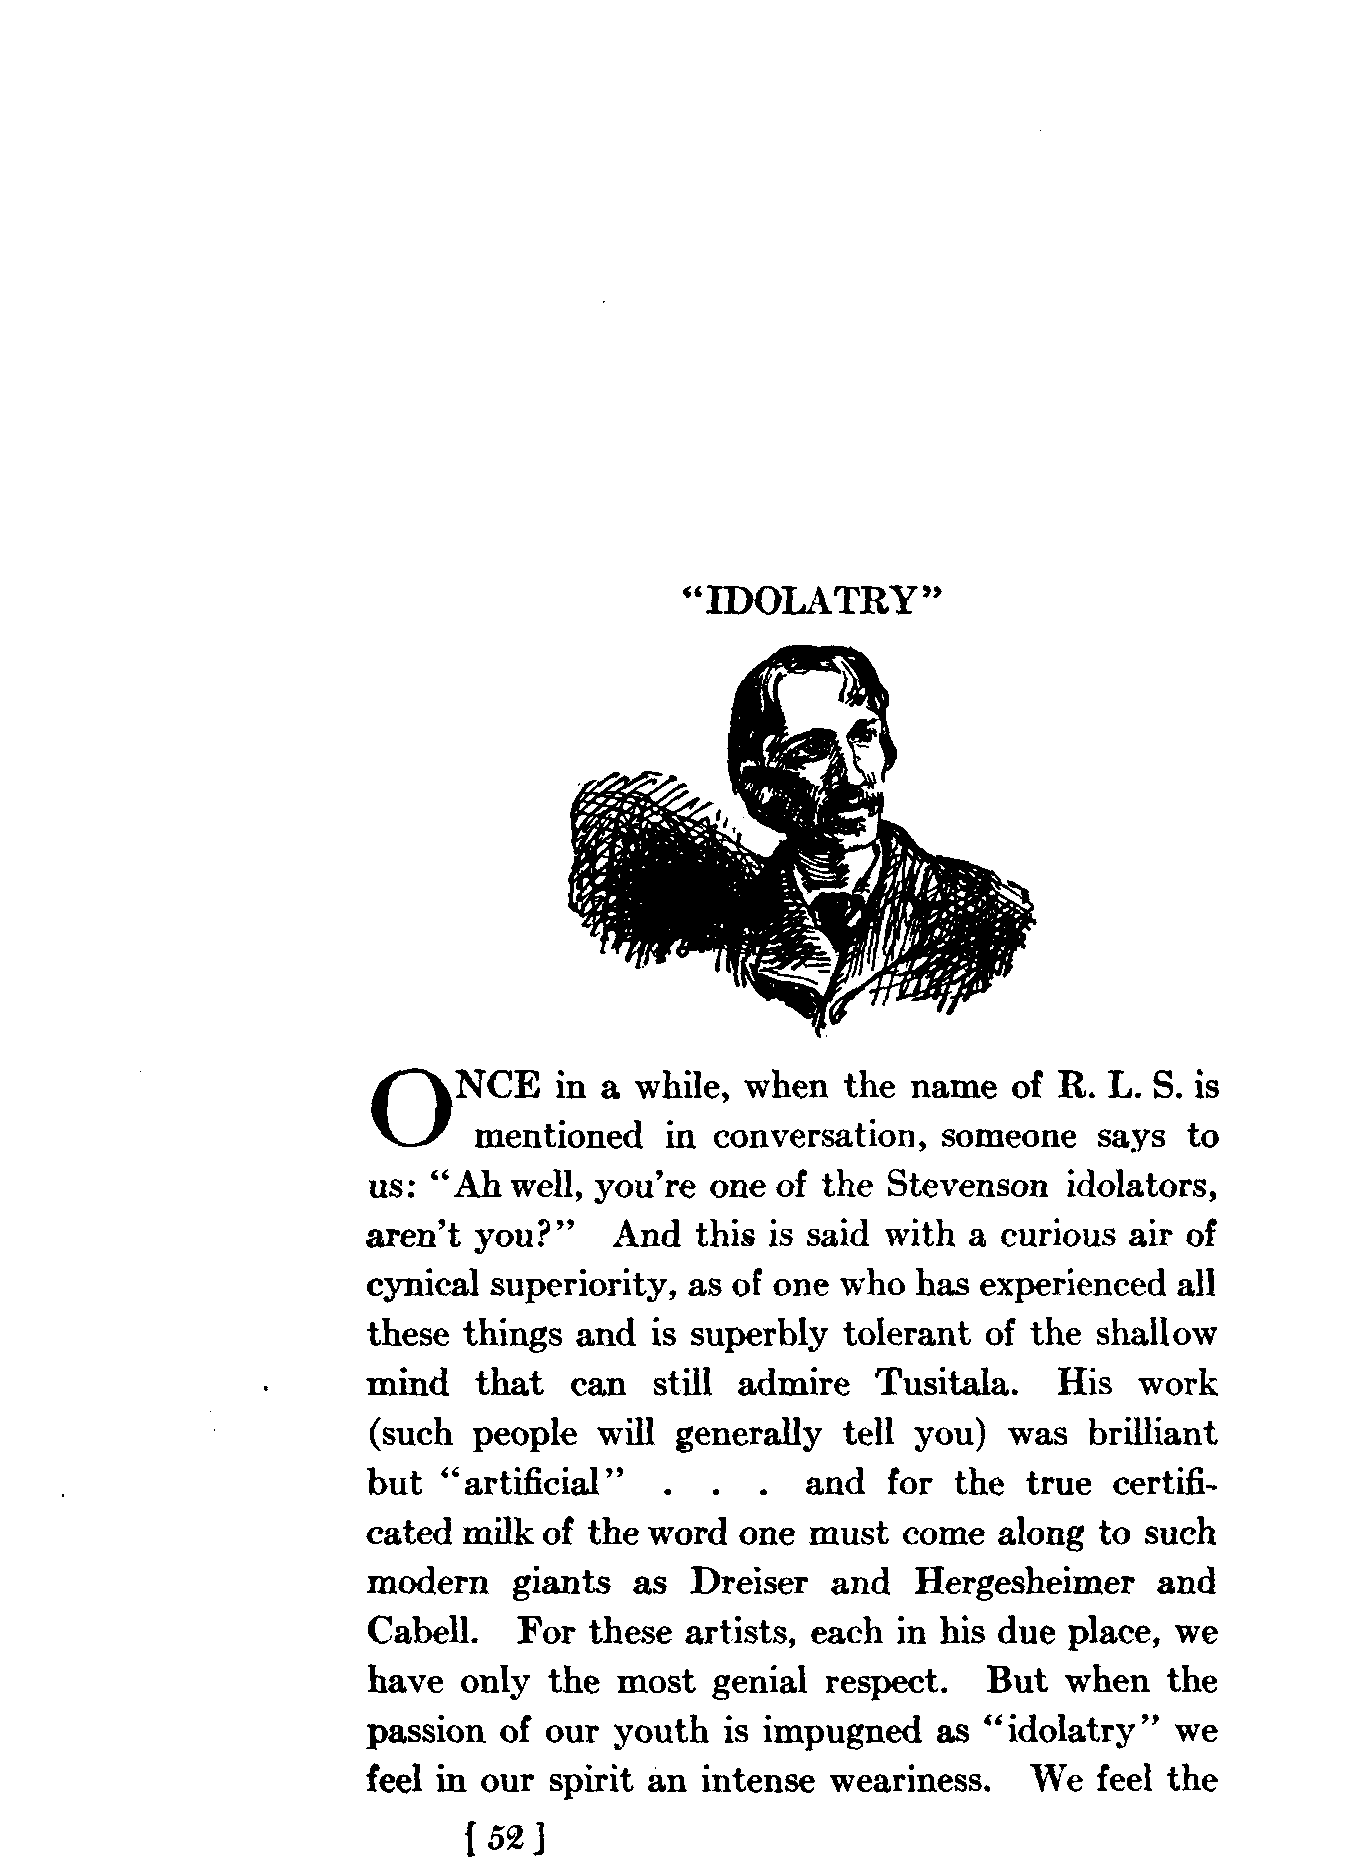 “IDOLATRY”
ONCE in a while, when the name of R. L. S. is
mentioned in conversation, someone says to
us: “Ah well, you’re one of the Stevenson idolators,
aren’t you?” And this is said with a curious air of
cynical superiority, as of one who has experienced all
these things and is superbly tolerant of the shallow
mind that can still admire Tusitala. His work
(such people will generally tell you) was brilliant
but “artificial” . . . and for the true certifi-
cated milk of the word one must come along to such
modern giants as Dreiser and Hergesheimer and
Cabell. For these artists, each in his due place, we
have only the most genial respect. But when the
passion of our youth is impugned as “idolatry” we
feel in our spirit an intense weariness. We feel the
[ 52 ]